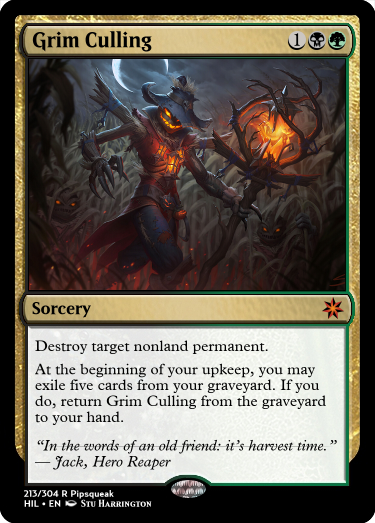 Grim Culling 1
Sorcery
Destroy target nonland permanent.
At the beginning of your upkeep, you may
exile five cards from your graveyard. If you
do, return Grim Culling from the graveyard
to your hand.
“In the words of an old friend: it’s harvest time.”
— Jack, Hero Reaper
213/304 R Pipsqueak
HIL • EN Stu Harrington